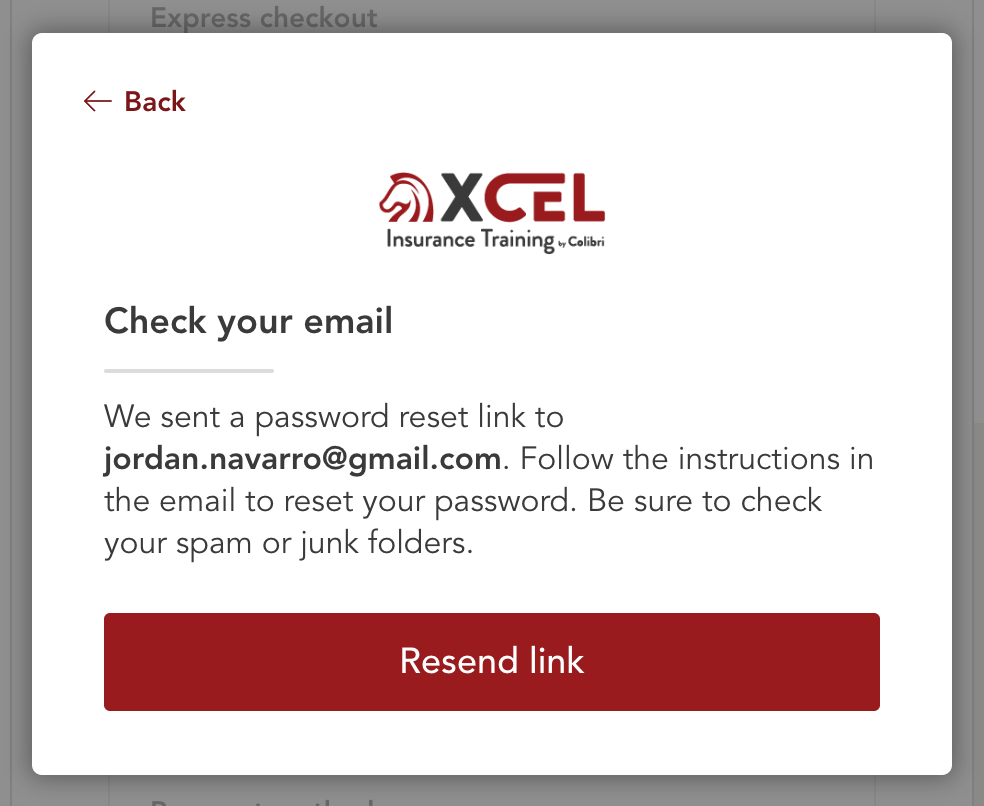 Express checkout
Back
XCEL
Insurance Training by Colibri
Check your email
We sent a password reset link to
jordan.navarro@gmail.com. Follow the instructions in
the email to reset your password. Be sure to check
your spam or junk folders.
Resend link